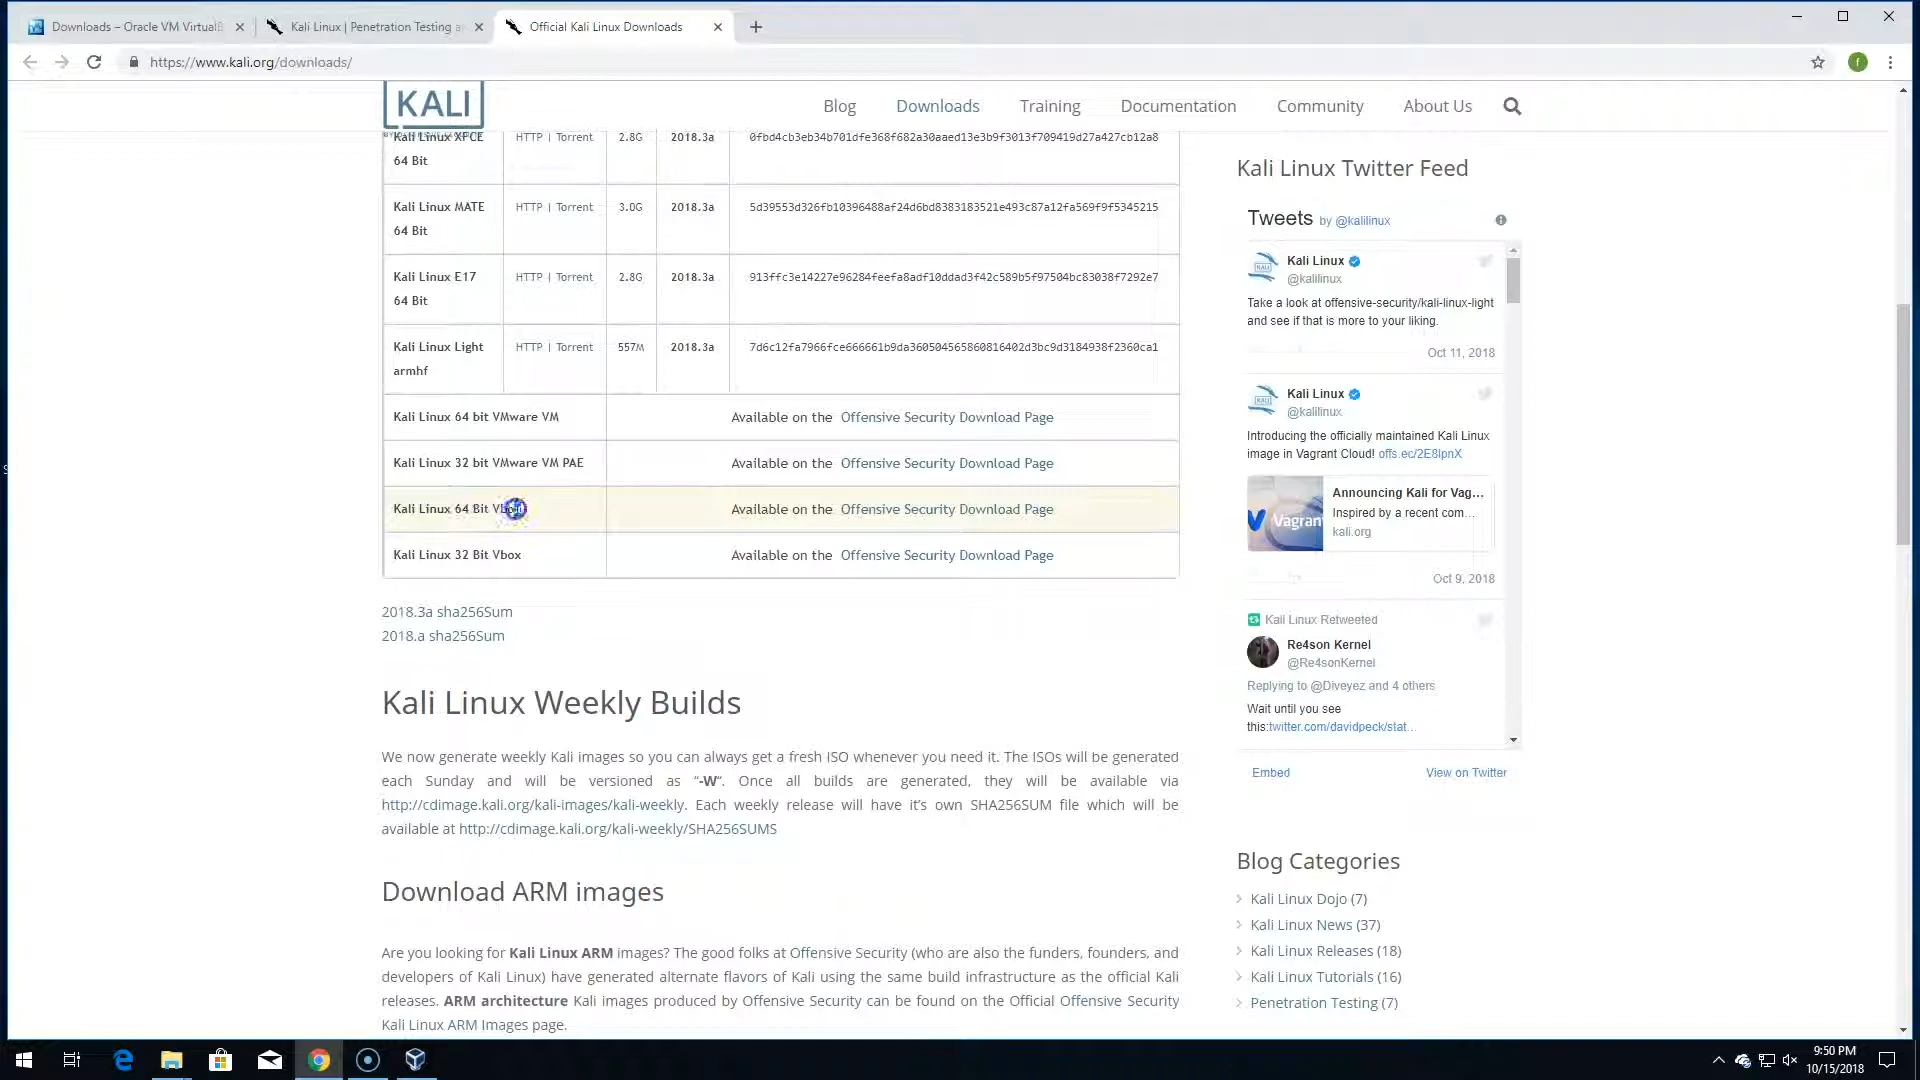 Downloads – Oracle VM VirtualB
Kali Linux | Penetration Testing a
Official Kali Linux Downloads
https://www.kali.org/downloads/
KALI
Blog
Downloads
Training
Documentation
Community
About Us
Kali Linux XFCE
64 Bit
HTTP | Torrent
2.8G
2018.3a
0fbd4cb3eb34b701dfe368f682a30aaed13e3b9f3013f709419d27a427cb12a8
Kali Linux MATE
64 Bit
HTTP | Torrent
3.0G
2018.3a
5d39553d326fb10396488af24d6bd8383183521e493c87a12fa569f9f5345215
Kali Linux E17
64 Bit
HTTP | Torrent
2.8G
2018.3a
913ffc3e14227e96284feefa8adf10ddad3f42c589b5f97504bc83038f7292e7
Kali Linux Light
armhf
HTTP | Torrent
557M
2018.3a
7d6c12fa7966fce666661b9da360504565860816402d3bc9d3184938f2360ca1
Kali Linux 64 bit VMware VM
Available on the Offensive Security Download Page
Kali Linux 32 bit VMware VM PAE
Available on the Offensive Security Download Page
Kali Linux 64 Bit
Available on the Offensive Security Download Page
Kali Linux 32 Bit Vbox
Available on the Offensive Security Download Page
2018.3a sha256Sum
2018.a sha256Sum
Kali Linux Weekly Builds
We now generate weekly Kali images so you can always get a fresh ISO whenever you need it. The ISOs will be generated
each Sunday and will be versioned as “-W“. Once all builds are generated, they will be available via
http://cdimage.kali.org/kali-images/kali-weekly. Each weekly release will have it’s own SHA256SUM file which will be
available at http://cdimage.kali.org/kali-weekly/SHA256SUMS
Download ARM images
Are you looking for Kali Linux ARM images? The good folks at Offensive Security (who are also the funders, founders, and
developers of Kali Linux) have generated alternate flavors of Kali using the same build infrastructure as the official Kali
releases. ARM architecture Kali images produced by Offensive Security can be found on the Official Offensive Security
Kali Linux ARM Images page.
Kali Linux Twitter Feed
Tweets by @kalilinux
Kali Linux
@kalilinux
Take a look at offensive-security/kali-linux-light
and see if that is more to your liking.
Oct 11, 2018
Kali Linux
@kalilinux
Introducing the officially maintained Kali Linux
image in Vagrant Cloud! offs.ec/2E8lpnX
Vagrant
Announcing Kali for Vag...
Inspired by a recent com...
kali.org
Oct 9, 2018
Kali Linux Retweeted
Re4son Kernel
@Re4sonKernel
Replying to @Diveyez and 4 others
Wait until you see
this:twitter.com/davidpeck/stat...
Embed
View on Twitter
Blog Categories
Kali Linux Dojo (7)
Kali Linux News (37)
Kali Linux Releases (18)
Kali Linux Tutorials (16)
Penetration Testing (7)
9:50 PM
10/15/2018